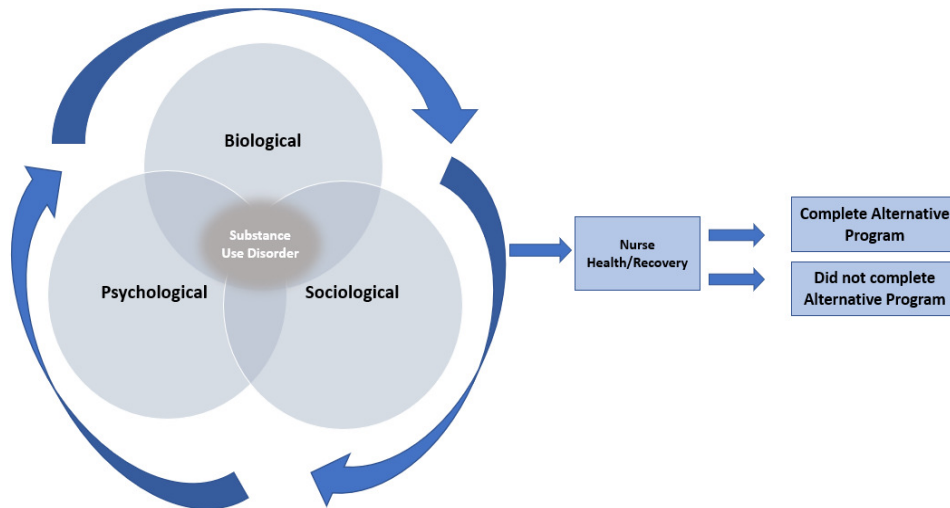 Biological
Substance
Use Disorder
Psychological
Sociological
Nurse
Health/Recovery
Complete Alternative
Program
Did not complete
Alternative Program